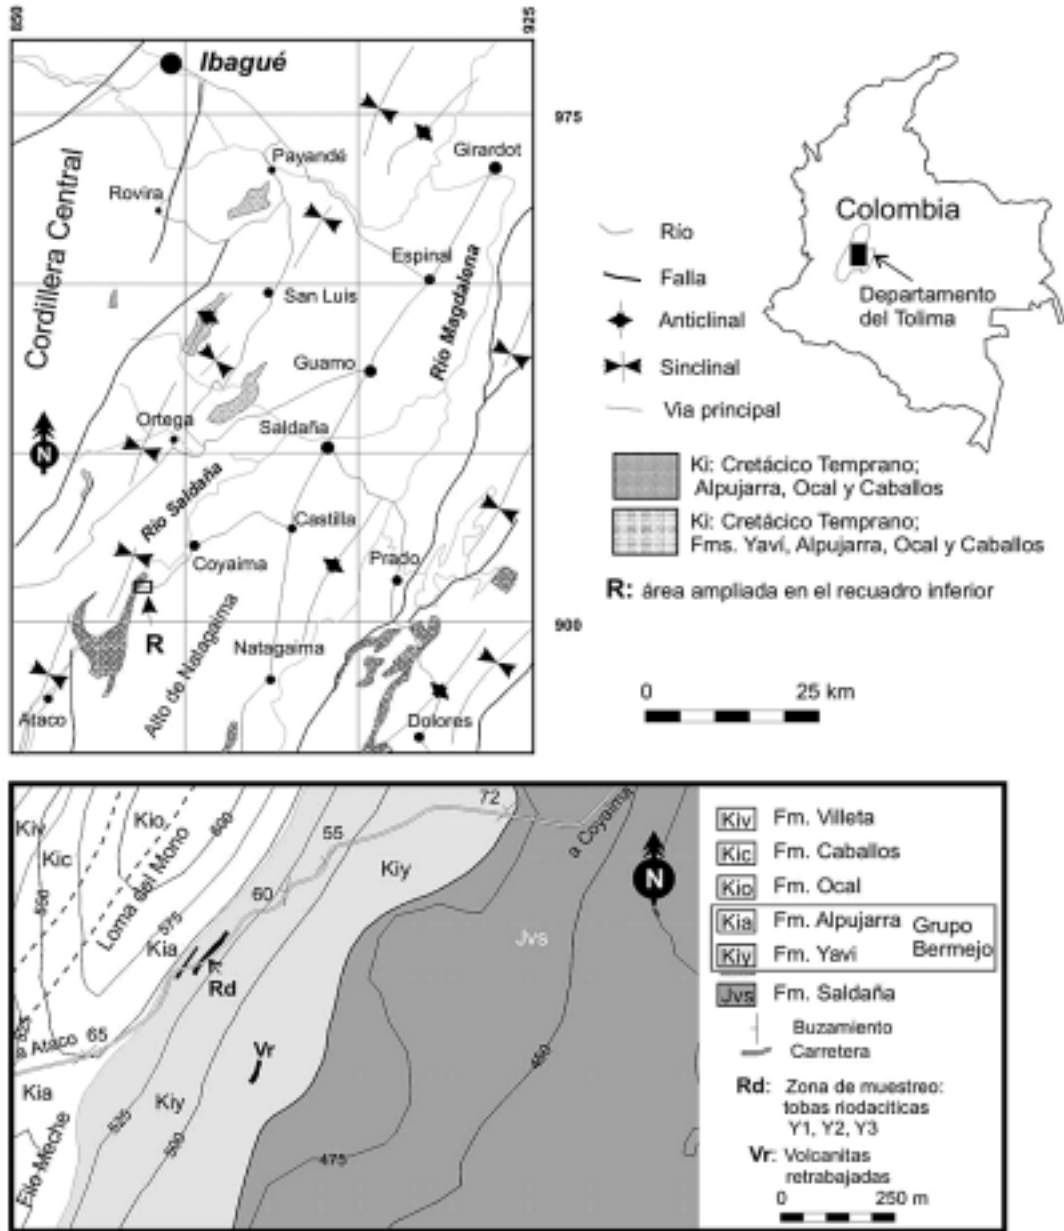 850
925
Ibagué
975
Payandé
Girardot
Rovira
Cordillera Central
Espinal
San Luis
Río Magdalena
Guamo
Ortega
Saldaña
N
Río Saldaña
Castilla
Coyaima
Prado
R
Alto de Natagaima
Natagaima
900
Ataco
Dolores
Colombia
Departamento
del Tolima
Río
Falla
Anticlinal
Sinclinal
Via principal
Ki: Cretácico Temprano;
Alpujarra, Ocal y Caballos
Ki: Cretácico Temprano;
Fms. Yaví, Alpujarra, Ocal y Caballos
R: área ampliada en el recuadro inferior
0 25 km
Kiv
Kio
600
Kic
550
Loma del Mono
575
Kia
55
72
60
Kiy
a Coyaima
N
Jvs
Rd
525
a Ataco
65
Vr
Kia
Kiy
525
500
450
475
Filo Meche
Kiv Fm. Villeta
Kic Fm. Caballos
Kio Fm. Ocal
Kia Fm. Alpujarra
Kiy Fm. Yavi
Grupo
Bermejo
Jvs Fm. Saldaña
Buzamiento
Carretera
Rd: Zona de muestreo:
tobas riodacíticas
Y1, Y2, Y3
Vr: Volcanitas
retrabajadas
0 250 m